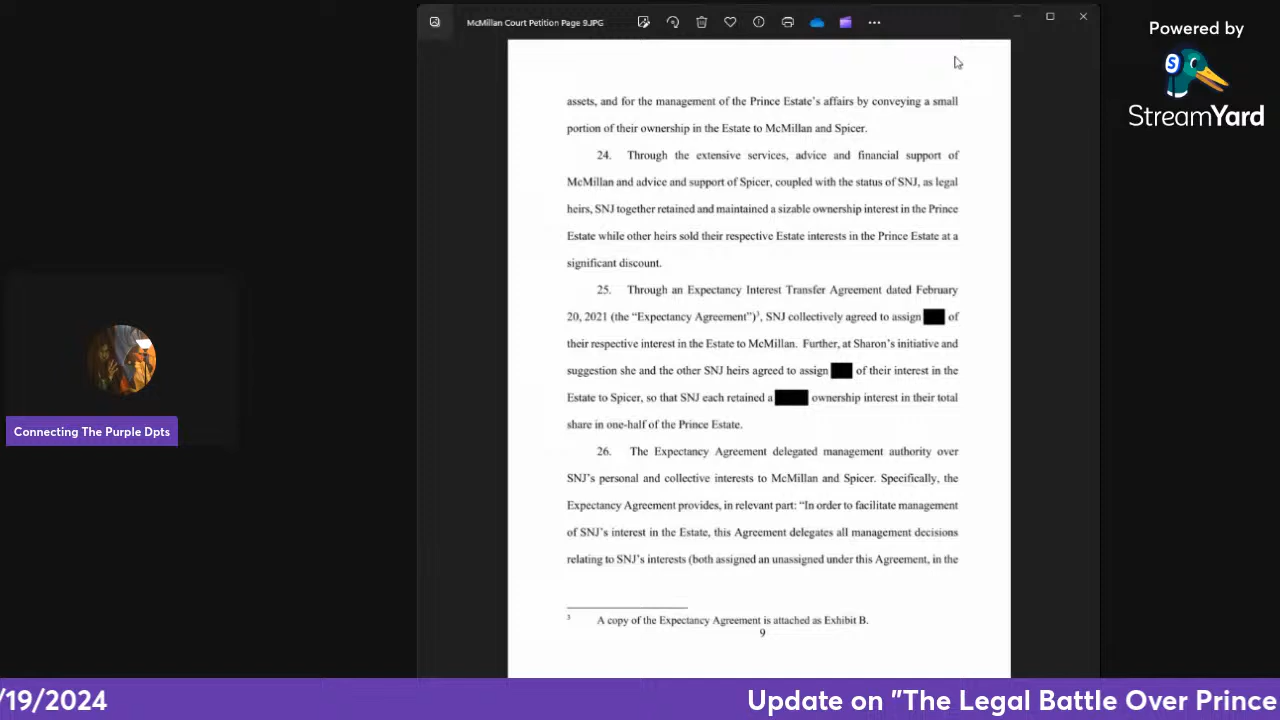 McMillan Court Petition Page 9.JPG
Powered by
S
StreamYard
assets, and for the management of the Prince Estate's affairs by conveying a small
portion of their ownership in the Estate to McMillan and Spicer.
24. Through the extensive services, advice and financial support of
McMillan and advice and support of Spicer, coupled with the status of SNJ, as legal
heirs, SNJ together retained and maintained a sizable ownership interest in the Prince
Estate while other heirs sold their respective Estate interests in the Prince Estate at a
significant discount.
25. Through an Expectancy Interest Transfer Agreement dated February
20, 2021 (the “Expectancy Agreement”)3, SNJ collectively agreed to assign of
their respective interest in the Estate to McMillan. Further, at Sharon's initiative and
suggestion she and the other SNJ heirs agreed to assign of their interest in the
Estate to Spicer, so that SNJ each retained a ownership interest in their total
share in one-half of the Prince Estate.
26. The Expectancy Agreement delegated management authority over
SNJ's personal and collective interests to McMillan and Spicer. Specifically, the
Expectancy Agreement provides, in relevant part: “In order to facilitate management
of SNJ's interest in the Estate, this Agreement delegates all management decisions
relating to SNJ's interests (both assigned an unassigned under this Agreement, in the
3 A copy of the Expectancy Agreement is attached as Exhibit B.
9
Connecting The Purple Dpts
/19/2024
Update on "The Legal Battle Over Prince